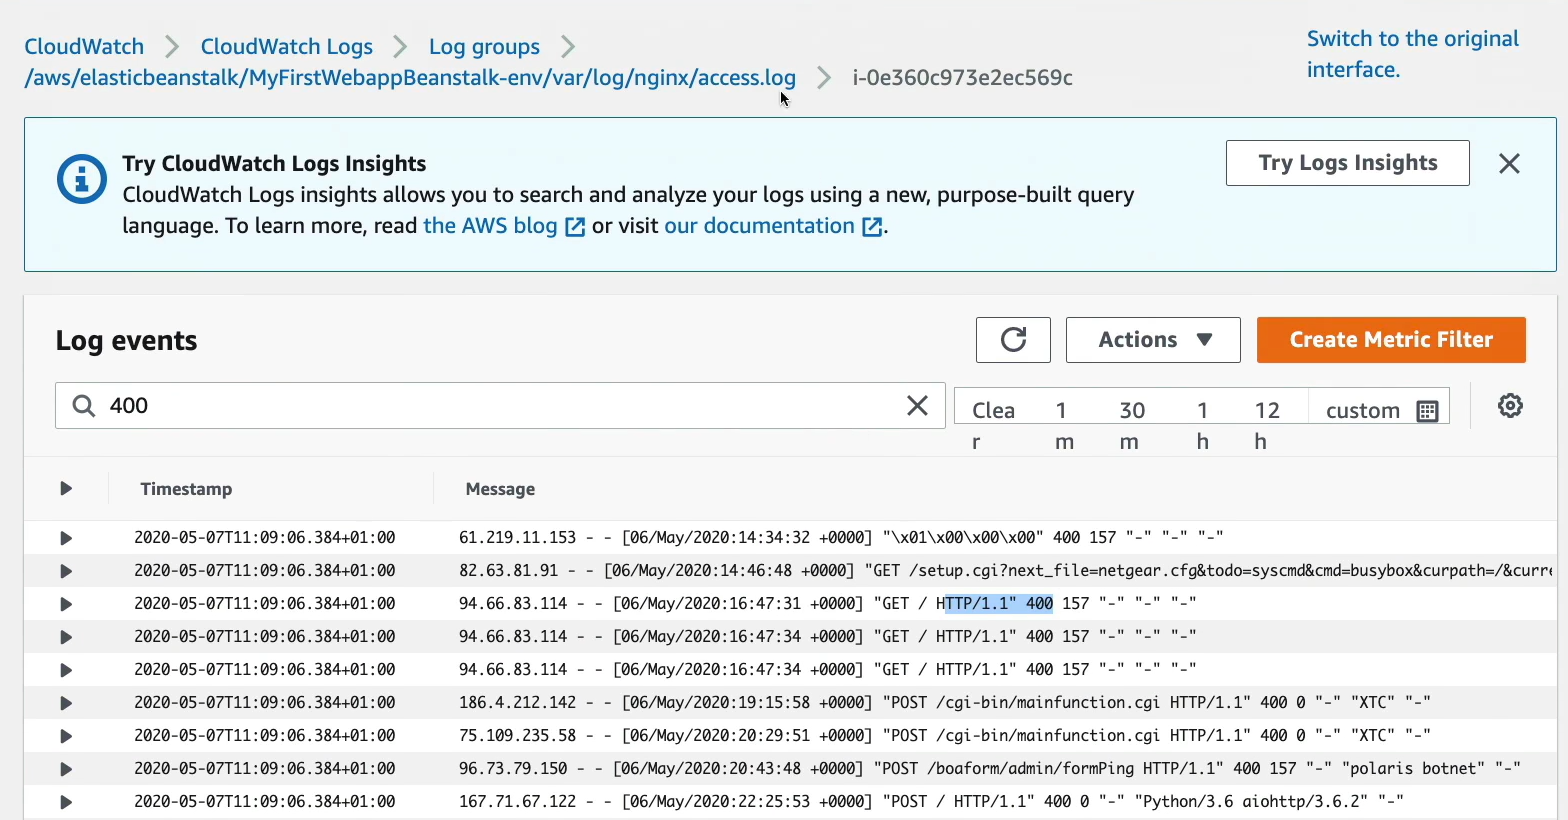 CloudWatch > CloudWatch Logs > Log groups >
/aws/elasticbeanstalk/MyFirstWebappBeanstalk-env/var/log/nginx/access.log > i-0e360c973e2ec569c
Switch to the original
interface.
Try CloudWatch Logs Insights
CloudWatch Logs insights allows you to search and analyze your logs using a new, purpose-built query
language. To learn more, read the AWS blog or visit our documentation.
Try Logs Insights
Log events
Actions
Create Metric Filter
400
Clea
r
1
m
30
m
1
h
12
h
custom
Timestamp Message
2020-05-07T11:09:06.384+01:00 61.219.11.153 - - [06/May/2020:14:34:32 +0000] "\x01\x00\x00\x00" 400 157 "-" "-" "-"
2020-05-07T11:09:06.384+01:00 82.63.81.91 - - [06/May/2020:14:46:48 +0000] "GET /setup.cgi?next_file=netgear.cfg&todo=syscmd&cmd=busybox&curpath=/&curre
2020-05-07T11:09:06.384+01:00 94.66.83.114 - - [06/May/2020:16:47:31 +0000] "GET / HTTP/1.1" 400 157 "-" "-" "-"
2020-05-07T11:09:06.384+01:00 94.66.83.114 - - [06/May/2020:16:47:34 +0000] "GET / HTTP/1.1" 400 157 "-" "-" "-"
2020-05-07T11:09:06.384+01:00 94.66.83.114 - - [06/May/2020:16:47:34 +0000] "GET / HTTP/1.1" 400 157 "-" "-" "-"
2020-05-07T11:09:06.384+01:00 186.4.212.142 - - [06/May/2020:19:15:58 +0000] "POST /cgi-bin/mainfunction.cgi HTTP/1.1" 400 0 "-" "XTC" "-"
2020-05-07T11:09:06.384+01:00 75.109.235.58 - - [06/May/2020:20:29:51 +0000] "POST /cgi-bin/mainfunction.cgi HTTP/1.1" 400 0 "-" "XTC" "-"
2020-05-07T11:09:06.384+01:00 96.73.79.150 - - [06/May/2020:20:43:48 +0000] "POST /boaform/admin/formPing HTTP/1.1" 400 157 "-" "polaris botnet" "-"
2020-05-07T11:09:06.384+01:00 167.71.67.122 - - [06/May/2020:22:25:53 +0000] "POST / HTTP/1.1" 400 0 "-" "Python/3.6 aiohttp/3.6.2" "-"